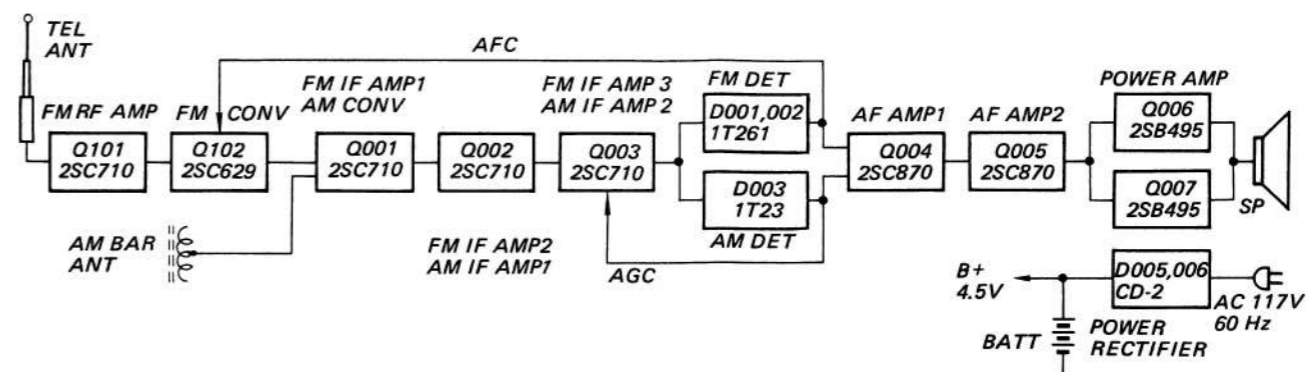 TEL
ANT
AFC
FM RF AMP
FM CONV
FM IF AMP1
AM CONV
FM IF AMP 3
AM IF AMP 2
FM DET
AF AMP1
AF AMP2
POWER AMP
Q101
2SC710
Q102
2SC629
Q001
2SC710
Q002
2SC710
Q003
2SC710
D001,002
1T261
D003
1T23
Q004
2SC870
Q005
2SC870
Q006
2SB495
Q007
2SB495
SP
AM BAR
ANT
FM IF AMP2
AM IF AMP1
AGC
AM DET
B+
4.5V
D005,006
CD-2
AC 117V
60 Hz
BATT
POWER
RECTIFIER